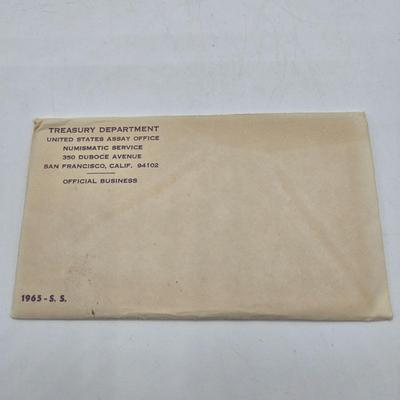 TREASURY DEPARTMENT
UNITED STATES ASSAY OFFICE
NUMISMATIC SERVICE
350 DUBOCE AVENUE
SAN FRANCISCO, CALIF. 94102
OFFICIAL BUSINESS
1965 - S. S.